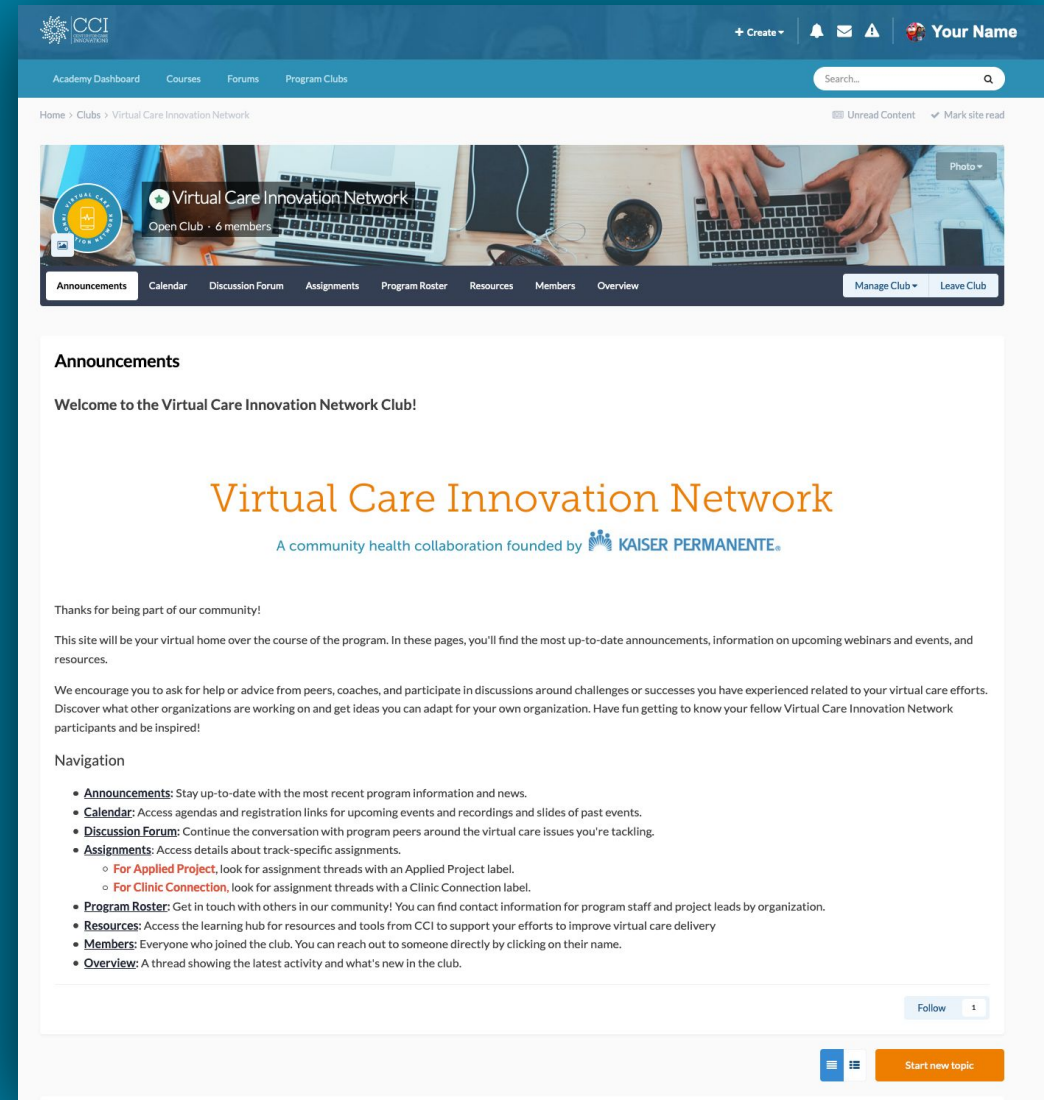 CCI
CENTER FOR CARE
INNOVATIONS
+ Create
Your Name
Academy Dashboard Courses Forums Program Clubs
Search...
Home > Clubs > Virtual Care Innovation Network
Unread Content Mark site read
Photo
VIRTUAL CARE INNOVATION NETWORK
Virtual Care Innovation Network
Open Club · 6 members
Announcements Calendar Discussion Forum Assignments Program Roster Resources Members Overview
Manage Club Leave Club
Announcements
Welcome to the Virtual Care Innovation Network Club!
Virtual Care Innovation Network
A community health collaboration founded by KAISER PERMANENTE®
Thanks for being part of our community!
This site will be your virtual home over the course of the program. In these pages, you'll find the most up-to-date announcements, information on upcoming webinars and events, and
resources.
We encourage you to ask for help or advice from peers, coaches, and participate in discussions around challenges or successes you have experienced related to your virtual care efforts.
Discover what other organizations are working on and get ideas you can adapt for your own organization. Have fun getting to know your fellow Virtual Care Innovation Network
participants and be inspired!
Navigation
• Announcements: Stay up-to-date with the most recent program information and news.
• Calendar: Access agendas and registration links for upcoming events and recordings and slides of past events.
• Discussion Forum: Continue the conversation with program peers around the virtual care issues you're tackling.
• Assignments: Access details about track-specific assignments.
○ For Applied Project, look for assignment threads with an Applied Project label.
○ For Clinic Connection, look for assignment threads with a Clinic Connection label.
• Program Roster: Get in touch with others in our community! You can find contact information for program staff and project leads by organization.
• Resources: Access the learning hub for resources and tools from CCI to support your efforts to improve virtual care delivery
• Members: Everyone who joined the club. You can reach out to someone directly by clicking on their name.
• Overview: A thread showing the latest activity and what's new in the club.
Follow 1
Start new topic